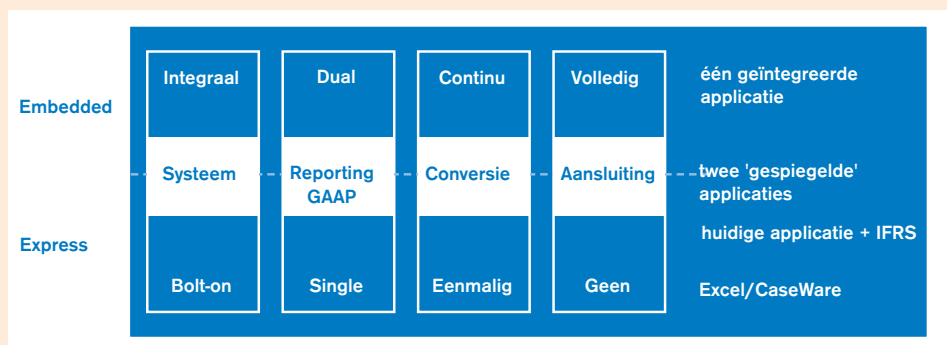 Integraal
Dual
Continu
Volledig
één geïntegreerde
applicatie
Embedded
Systeem
Reporting
GAAP
Conversie
Aansluiting
twee 'gespiegelde'
applicaties
huidige applicatie + IFRS
Express
Bolt-on
Single
Eenmalig
Geen
Excel/CaseWare